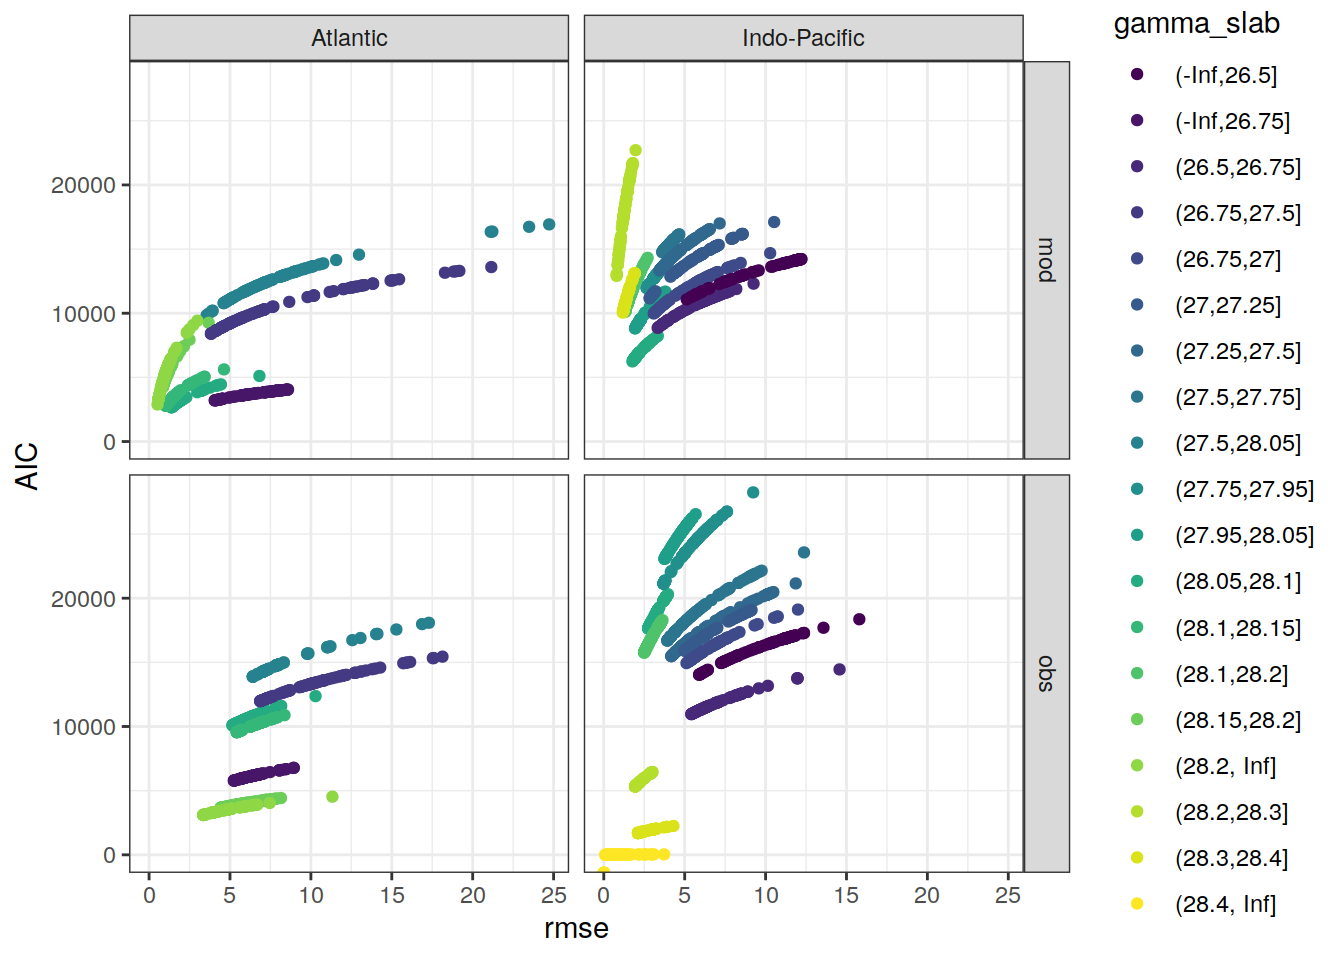 Atlantic
Indo-Pacific
mod
obs
AIC
20000
10000
0
20000
10000
0
0 5 10 15 20 25
0 5 10 15 20 25
rmse
gamma_slab
(-Inf,26.5]
(-Inf,26.75]
(26.5,26.75]
(26.75,27.5]
(26.75,27]
(27,27.25]
(27.25,27.5]
(27.5,27.75]
(27.5,28.05]
(27.75,27.95]
(27.95,28.05]
(28.05,28.1]
(28.1,28.15]
(28.1,28.2]
(28.15,28.2]
(28.2, Inf]
(28.2,28.3]
(28.3,28.4]
(28.4, Inf]